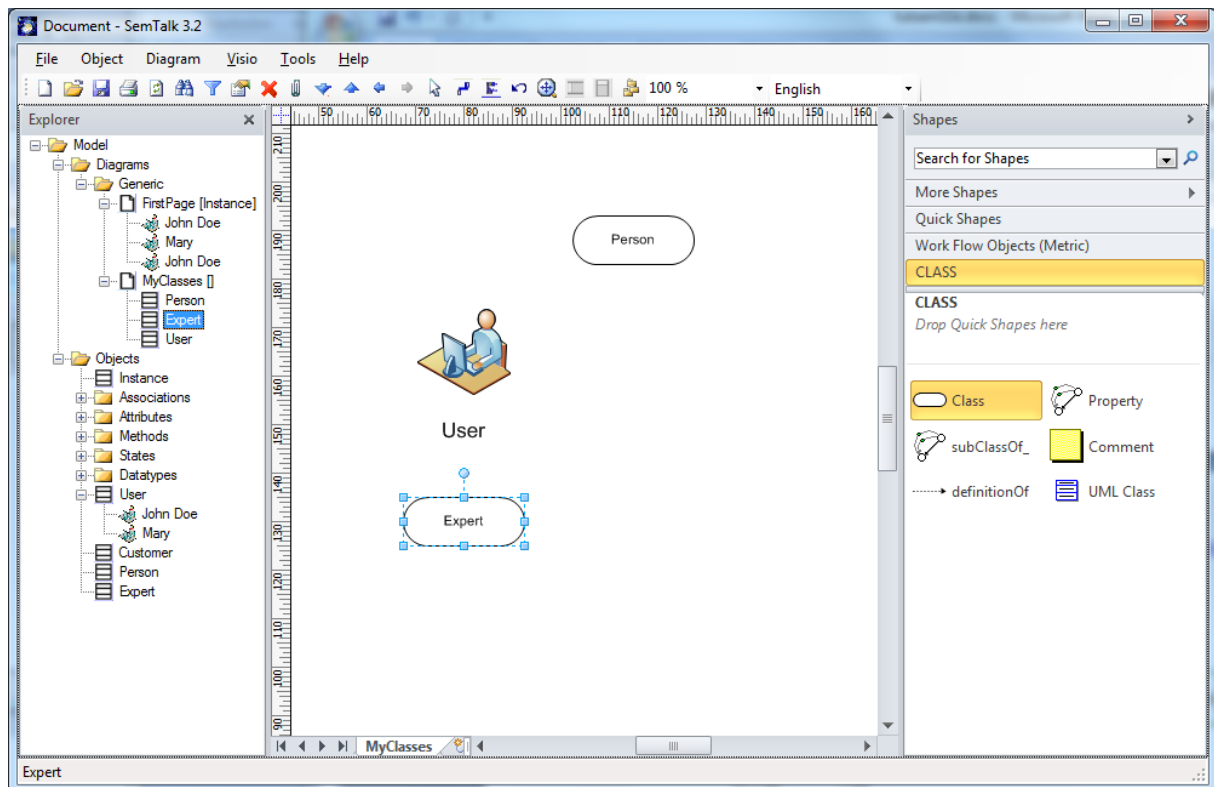 Document - SemTalk 3.2
File Object Diagram Visio Tools Help
100 % English
Explorer
Model
Diagrams
Generic
FirstPage [Instance]
John Doe
Mary
John Doe
MyClasses []
Person
Expert
User
Objects
Instance
Associations
Attributes
Methods
States
Datatypes
User
John Doe
Mary
Customer
Person
Expert
50 60 70 80 90 100 110 120 130 140 150 160
210
200
190
180
170
160
150
140
130
120
110
100
90
Person
User
Expert
MyClasses
Shapes
Search for Shapes
More Shapes
Quick Shapes
Work Flow Objects (Metric)
CLASS
CLASS
Drop Quick Shapes here
Class Property
subClassOf_ Comment
definitionOf UML Class
Expert